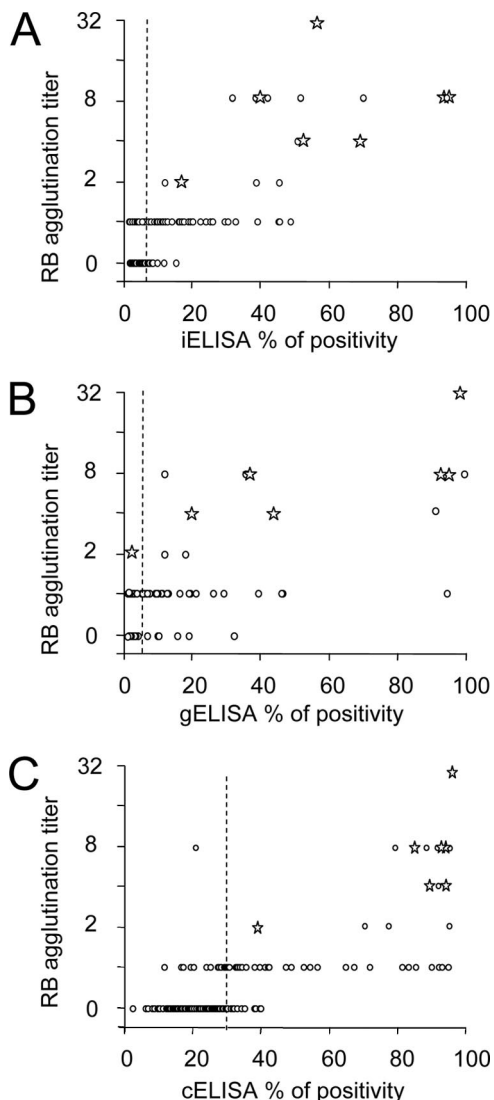 A
RB agglutination titer
32
8
2
0
0 20 40 60 80 100
iELISA % of positivity
B
RB agglutination titer
32
8
2
0
0 20 40 60 80 100
gELISA % of positivity
C
RB agglutination titer
32
8
2
0
0 20 40 60 80 100
cELISA % of positivity